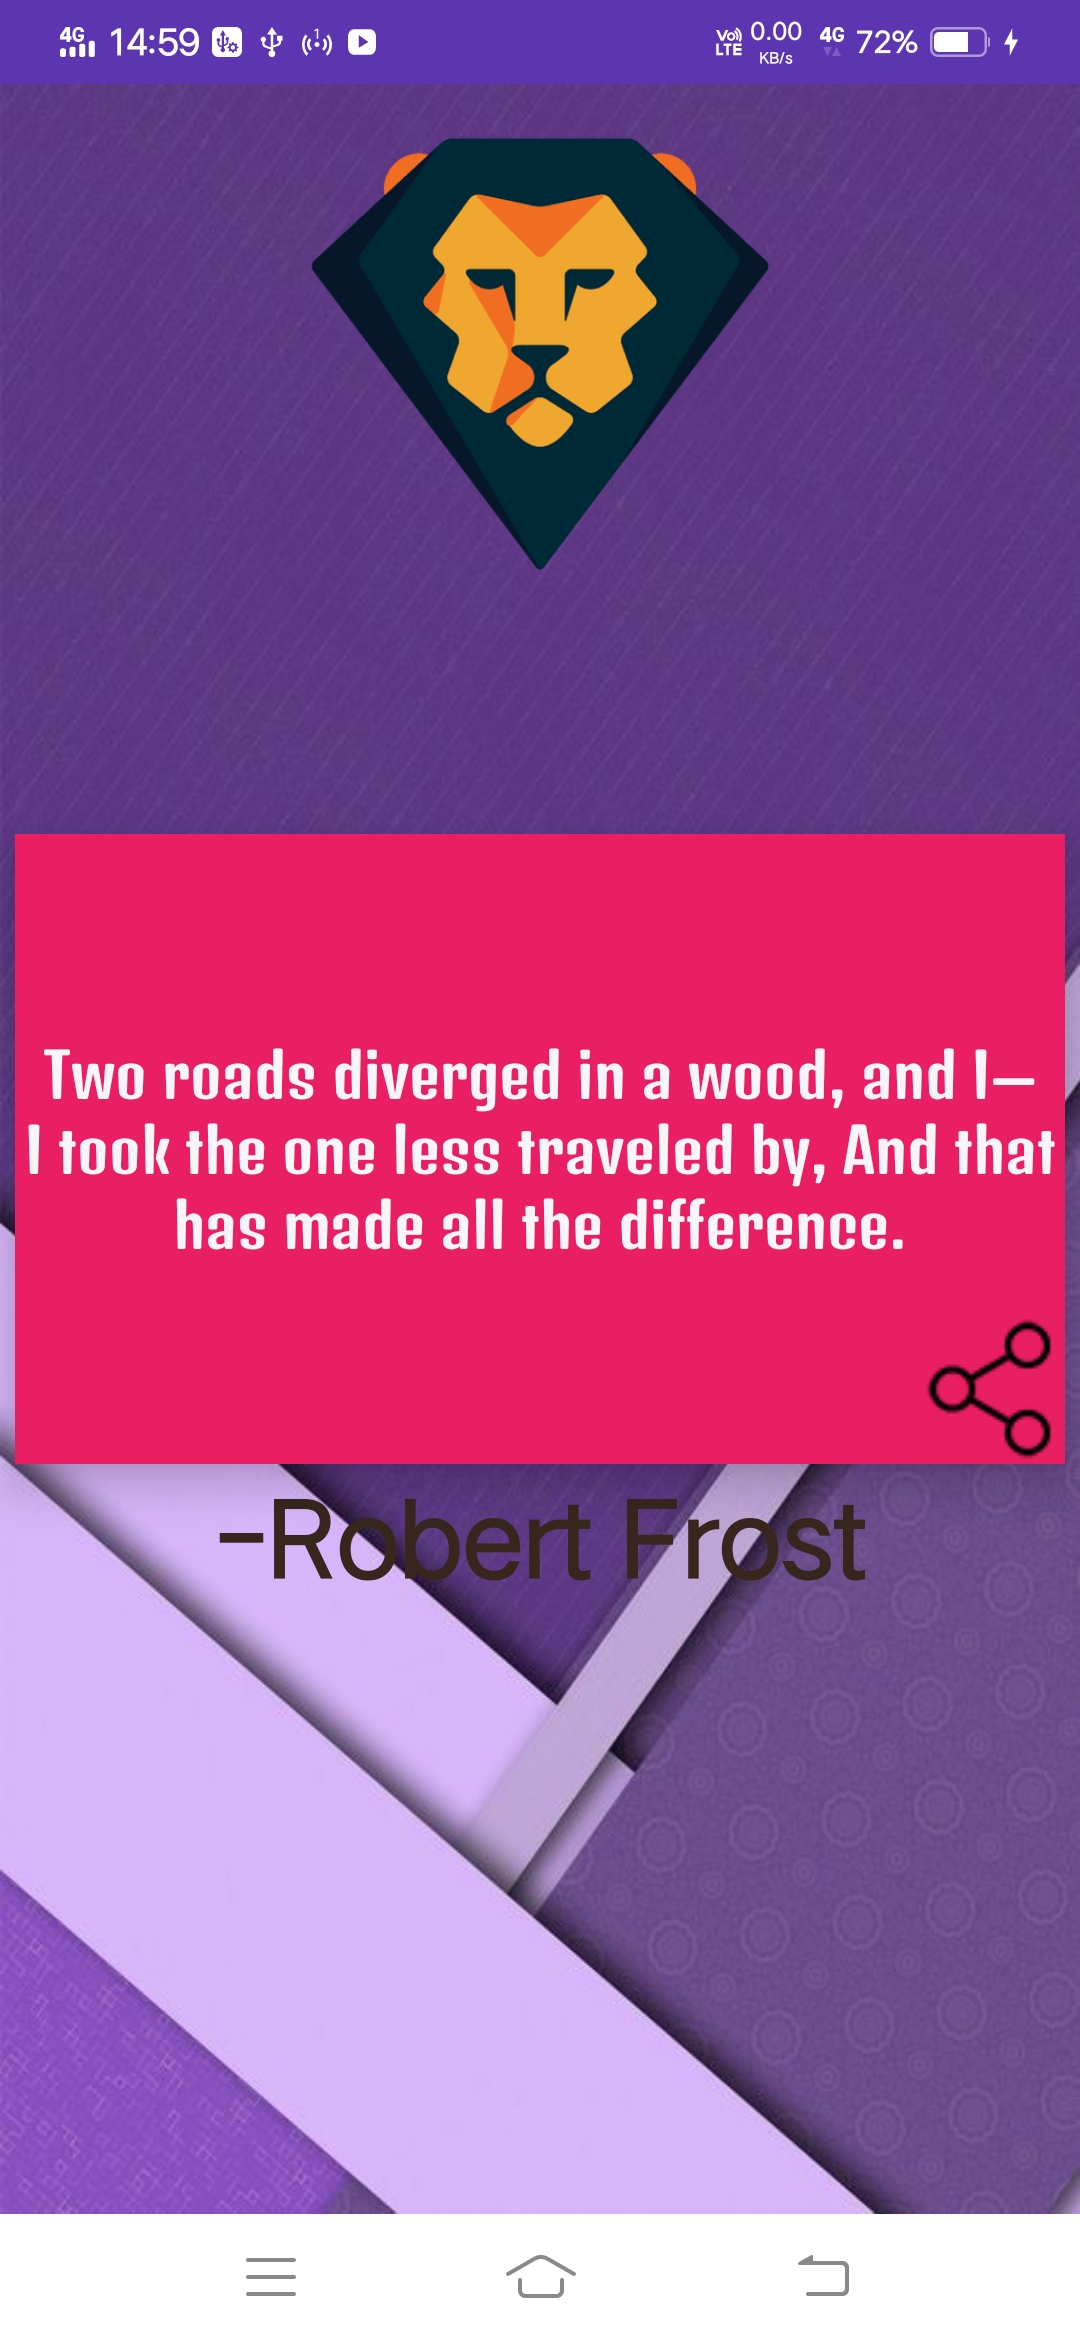 4G 14:59 1 Vo) LTE 0.00 KB/s 4G 72%
Two roads diverged in a wood, and I—
I took the one less traveled by, And that
has made all the difference.
-Robert Frost